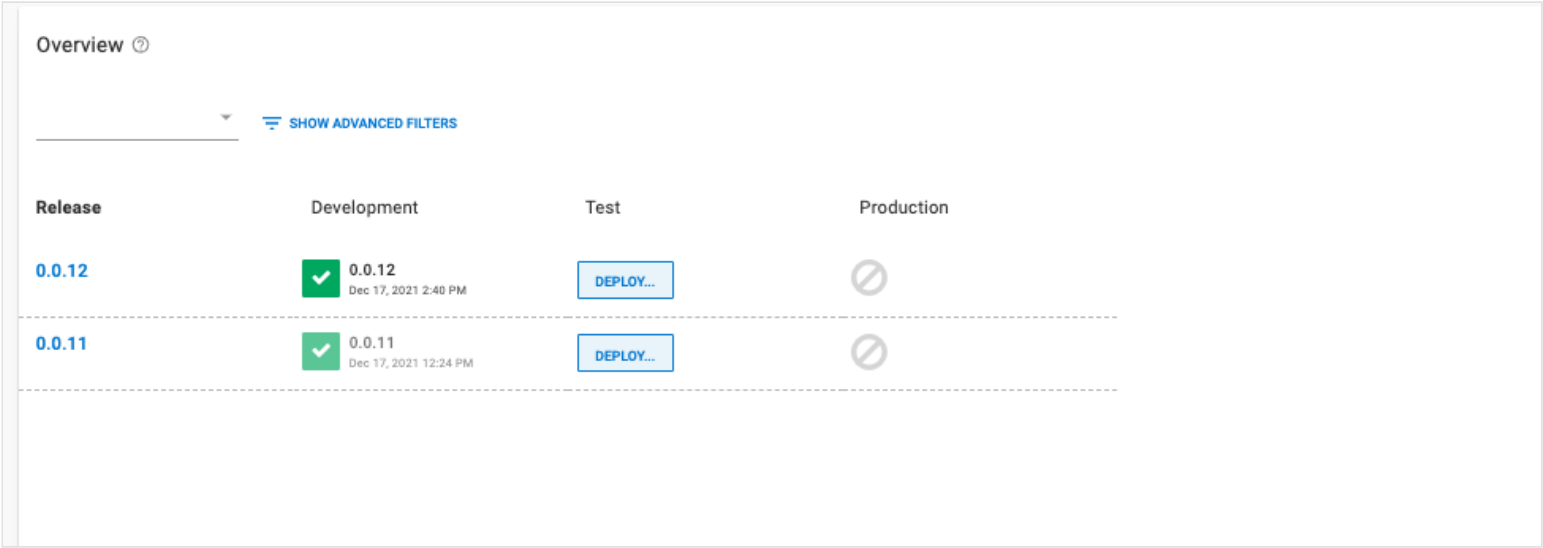 Overview
SHOW ADVANCED FILTERS
Release Development Test Production
0.0.12 0.0.12 DEPLOY...
Dec 17, 2021 2:40 PM
0.0.11 0.0.11 DEPLOY...
Dec 17, 2021 12:24 PM